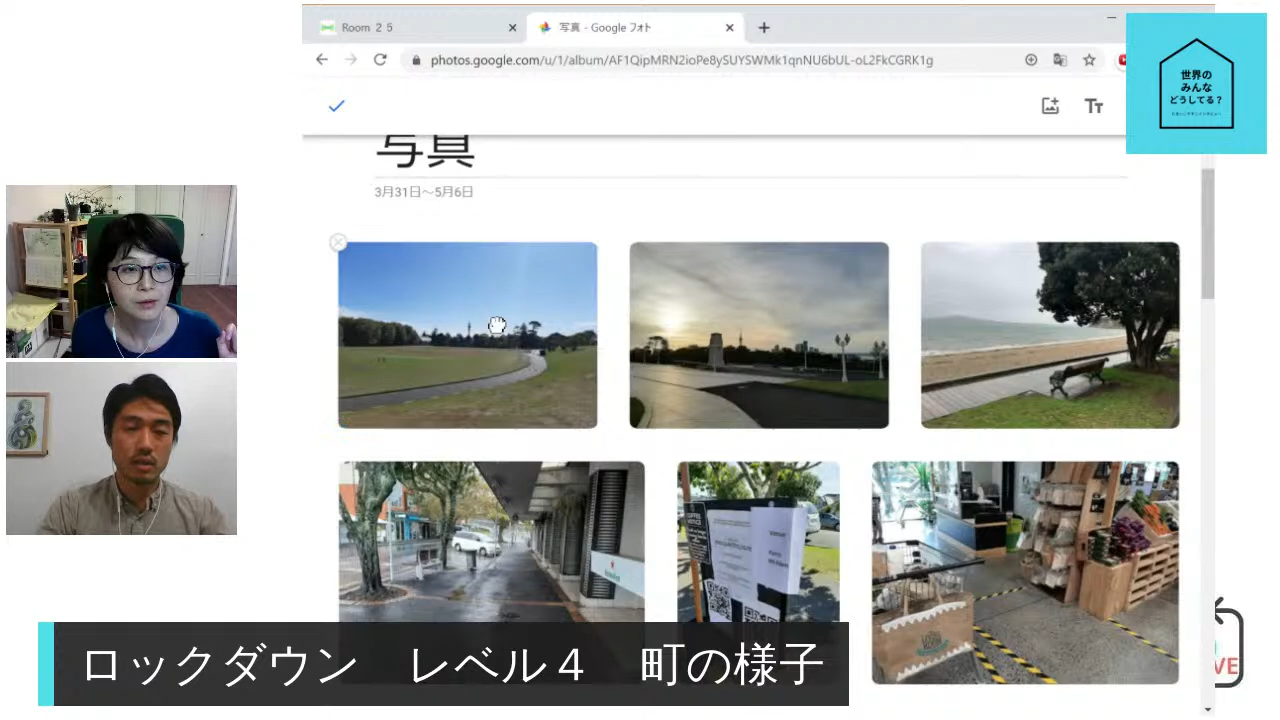 Room ２５
写真 - Google フォト
photos.google.com/u/1/album/AF1QipMRN2ioPe8ySUYSWMk1qnNU6bUL-oL2FkCGRK1g
世界の
みんな
どうしてる？
写真
3月31日～5月6日
ロックダウン　レベル４　町の様子